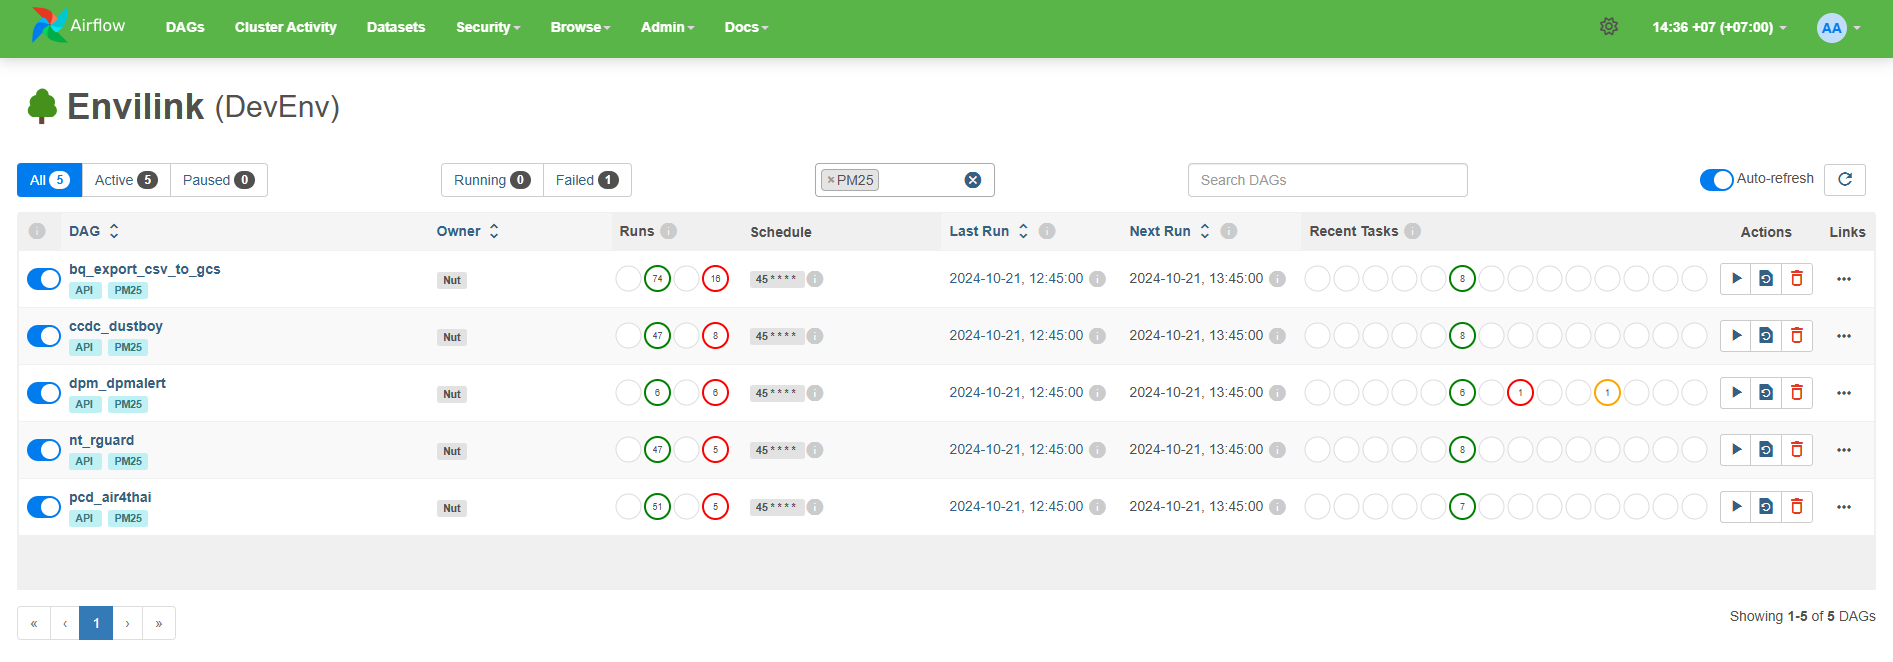 Airflow DAGs Cluster Activity Datasets Security Browse Admin Docs 14:36 +07 (+07:00) AA
Envilink (DevEnv)
All 5 Active 5 Paused 0 Running 0 Failed 1 ×PM25 Search DAGs Auto-refresh
DAG Owner Runs Schedule Last Run Next Run Recent Tasks Actions Links
bq_export_csv_to_gcs
API PM25 Nut 74 16 45 * * * * 2024-10-21, 12:45:00 2024-10-21, 13:45:00 8
ccdc_dustboy
API PM25 Nut 47 8 45 * * * * 2024-10-21, 12:45:00 2024-10-21, 13:45:00 8
dpm_dpmalert
API PM25 Nut 6 6 45 * * * * 2024-10-21, 12:45:00 2024-10-21, 13:45:00 6 1 1
nt_rguard
API PM25 Nut 47 5 45 * * * * 2024-10-21, 12:45:00 2024-10-21, 13:45:00 8
pcd_air4thai
API PM25 Nut 51 5 45 * * * * 2024-10-21, 12:45:00 2024-10-21, 13:45:00 7
« ‹ 1 › » Showing 1-5 of 5 DAGs